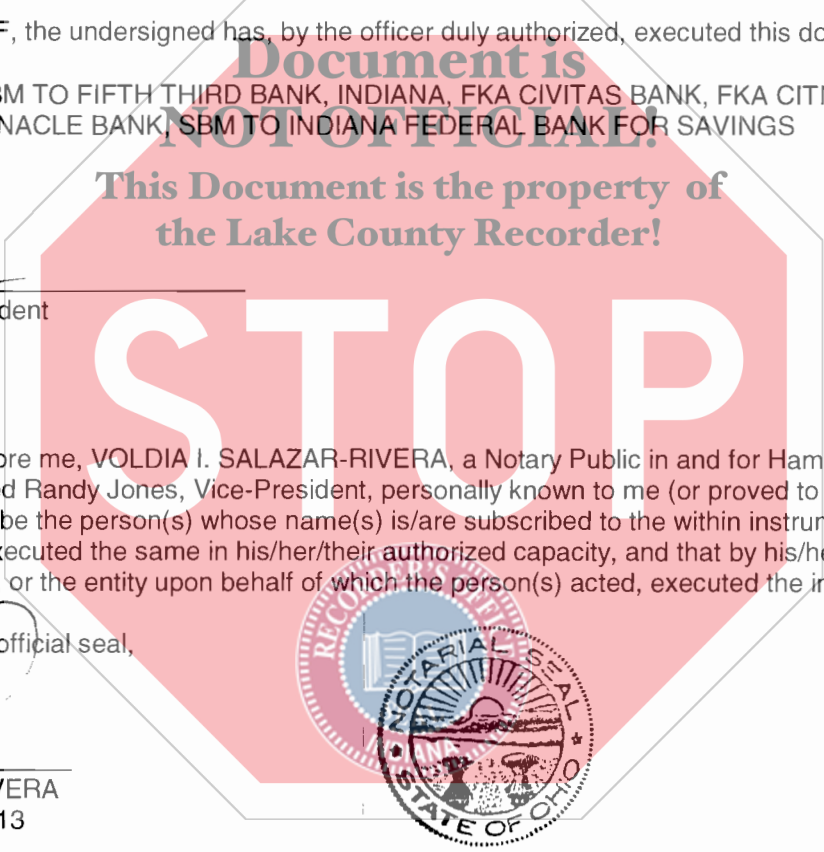 F, the undersigned has, by the officer duly authorized, executed this do
Document is
BM TO FIFTH THIRD BANK, INDIANA, FKA CIVITAS BANK, FKA CITN
NACLE BANK, SBM TO INDIANA FEDERAL BANK FOR SAVINGS
NOT OFFICIAL!
This Document is the property of
the Lake County Recorder!
dent
STOP
ore me, VOLDIA I. SALAZAR-RIVERA, a Notary Public in and for Ham
d Randy Jones, Vice-President, personally known to me (or proved to
be the person(s) whose name(s) is/are subscribed to the within instrun
xecuted the same in his/her/their authorized capacity, and that by his/he
or the entity upon behalf of which the person(s) acted, executed the in
official seal,
RECORDER'S OFFICE
INDIANA
NOTARIAL SEAL
STATE OF OHIO
VERA
13